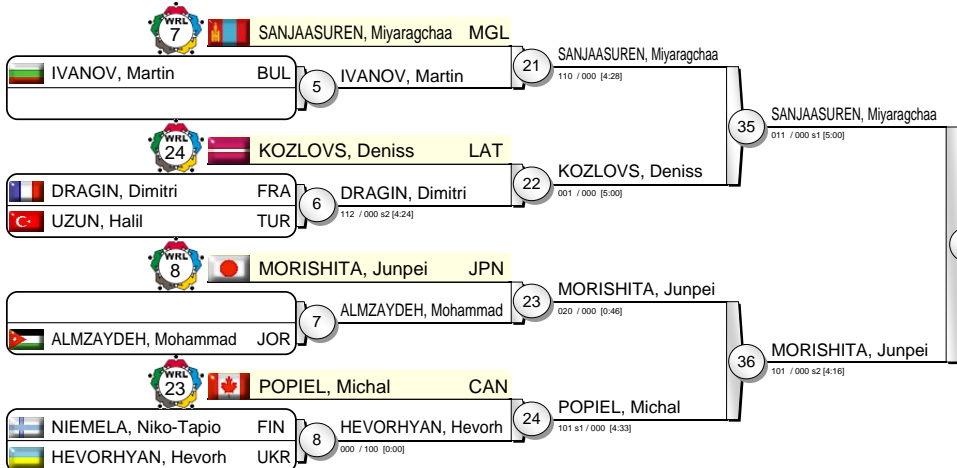 WRL
7
SANJAASUREN, Miyaragchaa MGL
IVANOV, Martin BUL
5
IVANOV, Martin
21
SANJAASUREN, Miyaragchaa
110 / 000 [4:28]
35
SANJAASUREN, Miyaragchaa
011 / 000 s1 [5:00]
WRL
24
KOZLOVS, Deniss LAT
DRAGIN, Dimitri FRA
UZUN, Halil TUR
6
DRAGIN, Dimitri
112 / 000 s2 [4:24]
22
KOZLOVS, Deniss
001 / 000 [5:00]
WRL
8
MORISHITA, Junpei JPN
ALMZAYDEH, Mohammad JOR
7
ALMZAYDEH, Mohammad
23
MORISHITA, Junpei
020 / 000 [0:46]
36
MORISHITA, Junpei
101 / 000 s2 [4:16]
WRL
23
POPIEL, Michal CAN
NIEMELA, Niko-Tapio FIN
HEVORHYAN, Hevorh UKR
8
HEVORHYAN, Hevorh
000 / 100 [0:00]
24
POPIEL, Michal
101 s1 / 000 [4:33]